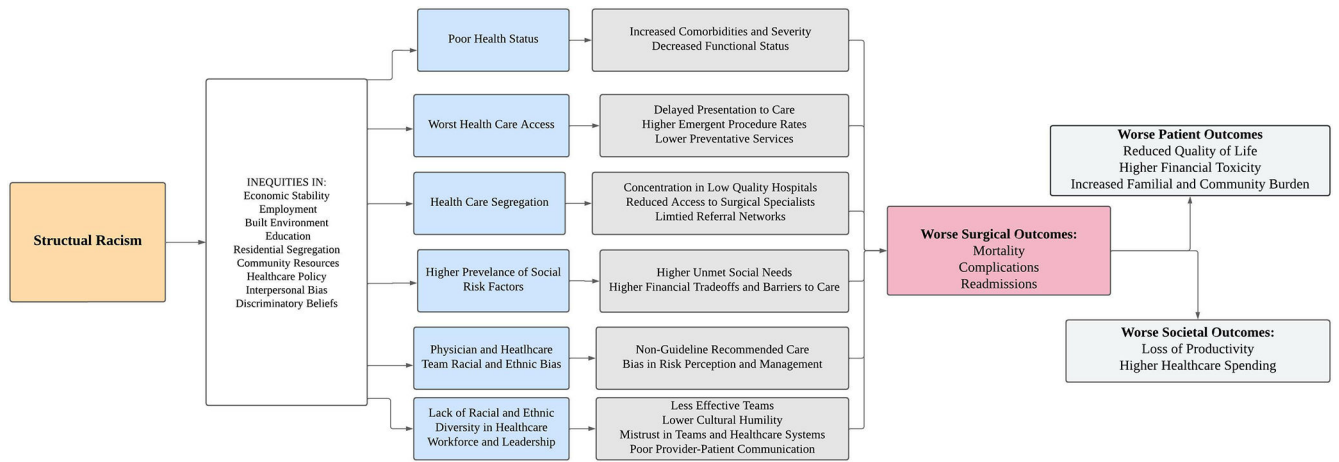 Structual Racism
INEQUITIES IN:
Economic Stability
Employment
Built Environment
Education
Residential Segregation
Community Resources
Healthcare Policy
Interpersonal Bias
Discriminatory Beliefs
Poor Health Status
Increased Comorbidities and Severity
Decreased Functional Status
Worst Health Care Access
Delayed Presentation to Care
Higher Emergent Procedure Rates
Lower Preventative Services
Health Care Segregation
Concentration in Low Quality Hospitals
Reduced Access to Surgical Specialists
Limtied Referral Networks
Higher Prevelance of Social
Risk Factors
Higher Unmet Social Needs
Higher Financial Tradeoffs and Barriers to Care
Physician and Heatlhcare
Team Racial and Ethnic Bias
Non-Guideline Recommended Care
Bias in Risk Perception and Management
Lack of Racial and Ethnic
Diversity in Healthcare
Workforce and Leadership
Less Effective Teams
Lower Cultural Humility
Mistrust in Teams and Healthcare Systems
Poor Provider-Patient Communication
Worse Surgical Outcomes:
Mortality
Complications
Readmissions
Worse Patient Outcomes
Reduced Quality of Life
Higher Financial Toxicity
Increased Familial and Community Burden
Worse Societal Outcomes:
Loss of Productivity
Higher Healthcare Spending